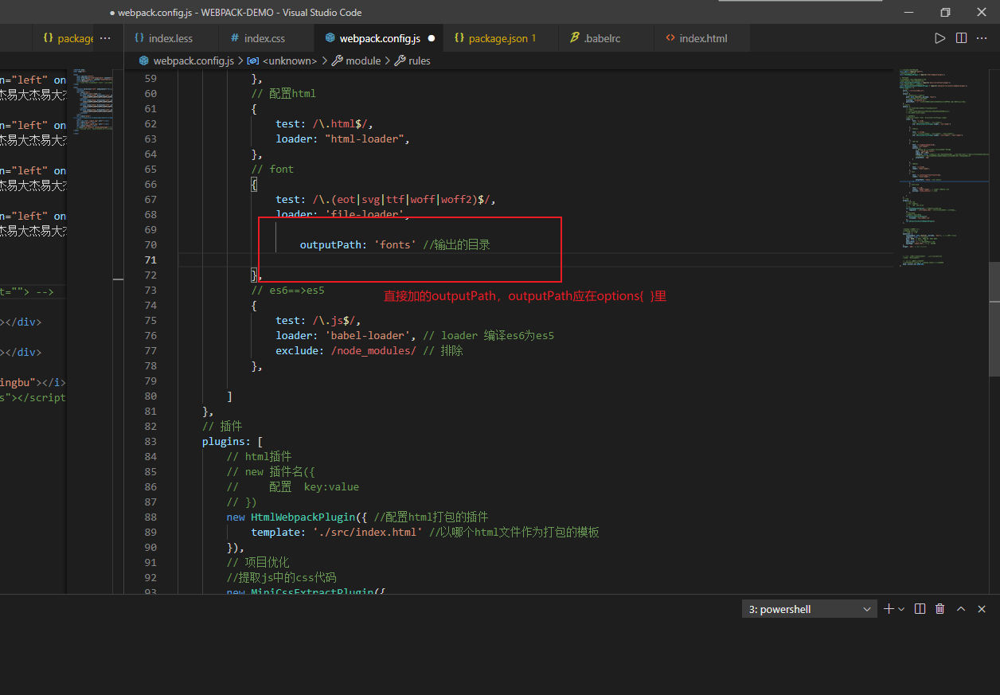 ● webpack.config.js - WEBPACK-DEMO - Visual Studio Code
{} package ···
{} index.less
# index.css
webpack.config.js ●
{} package.json 1
.babelrc
<> index.html
webpack.config.js > <unknown> > module > rules
n="left" on
杰易大杰易大杰易大
n="left" on
杰易大杰易大杰易大
n="left" on
杰易大杰易大杰易大
n="left" on
杰易大杰易大杰易大
t=""> -->
></div>
></div>
ingbu"></i>
s"></script
59 },
60 // 配置html
61 {
62 test: /\.html$/,
63 loader: "html-loader",
64 },
65 // font
66 {
67 test: /\.(eot|svg|ttf|woff|woff2)$/,
68 loader: 'file-loader',
69
70 outputPath: 'fonts' //输出的目录
71
72 },
73 // es6==>es5
直接加的outputPath，outputPath应在options{ }里
74 {
75 test: /\.js$/,
76 loader: 'babel-loader', // loader 编译es6为es5
77 exclude: /node_modules/ // 排除
78 },
79
80 ]
81 },
82 // 插件
83 plugins: [
84 // html插件
85 // new 插件名({
86 // 配置 key:value
87 // })
88 new HtmlWebpackPlugin({ //配置html打包的插件
89 template: './src/index.html' //以哪个html文件作为打包的模板
90 }),
91 // 项目优化
92 //提取js中的css代码
93 new MiniCssExtractPlugin({
3: powershell